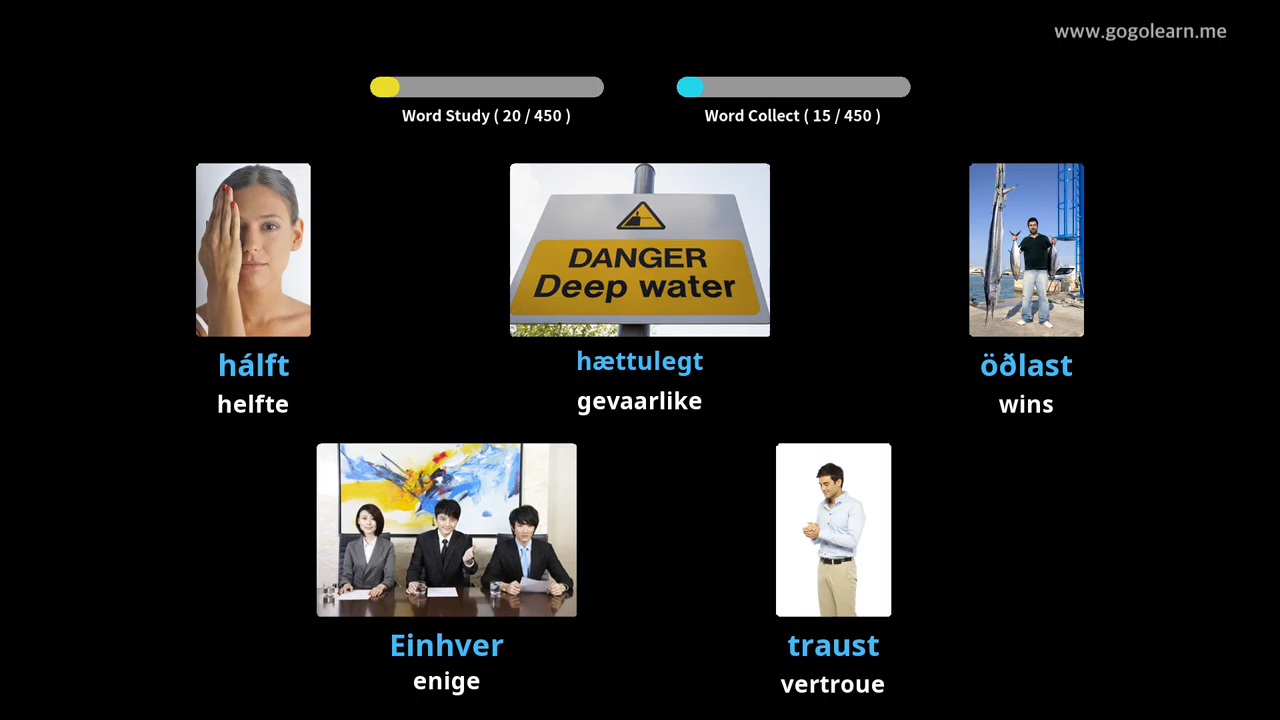 www.gogolearn.me
Word Study ( 20 / 450 )
Word Collect ( 15 / 450 )
DANGER
Deep water
hálft
helfte
hættulegt
gevaarlike
öðlast
wins
Einhver
enige
traust
vertroue